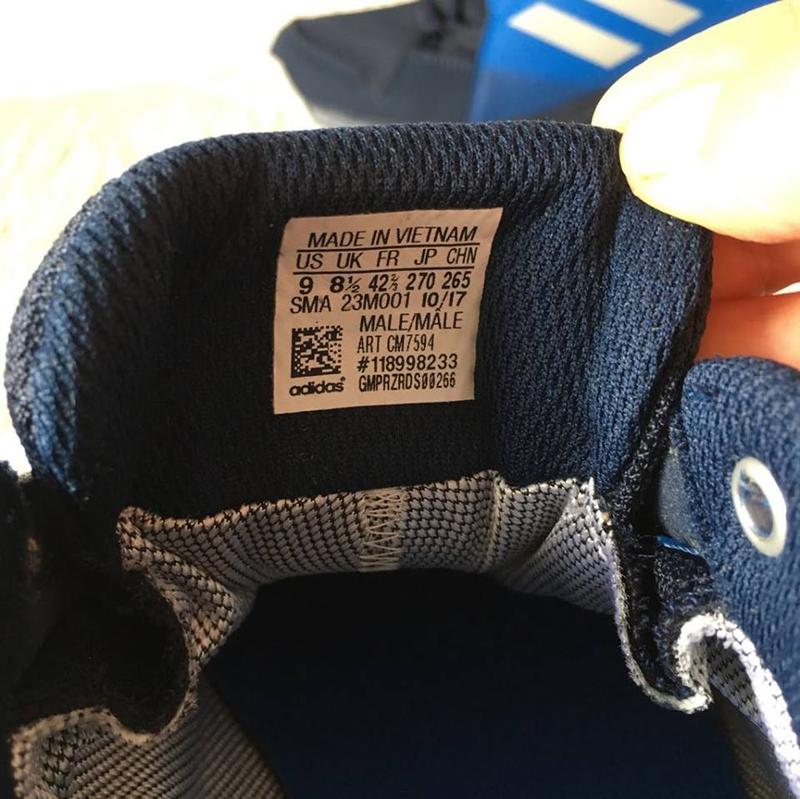 MADE IN VIETNAM
US UK FR JP CHN
9 8½ 42⅔ 270 265
SMA 23M001 10/17
MALE/MÂLE
ART CM7594
#118998233
adidas® GMPRZRDS00266